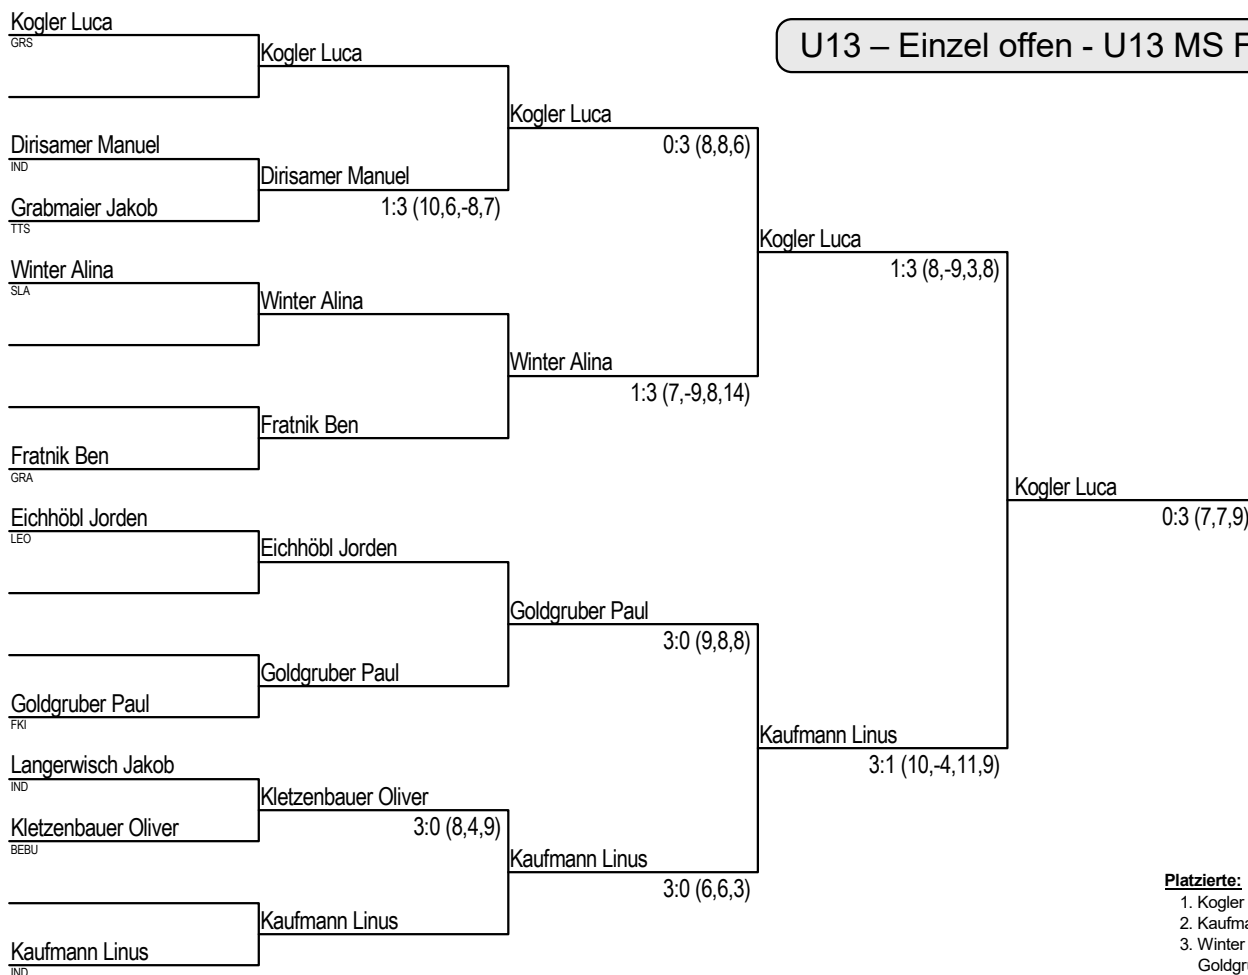 U13 – Einzel offen - U13 MS F
Kogler Luca
GRS
Dirisamer Manuel
IND
Grabmaier Jakob
TTS
Winter Alina
SLA
Fratnik Ben
GRA
Eichhöbl Jorden
LEO
Goldgruber Paul
FKI
Langerwisch Jakob
IND
Kletzenbauer Oliver
BEBU
Kaufmann Linus
IND
Kogler Luca
Dirisamer Manuel
1:3 (10,6,-8,7)
Winter Alina
Fratnik Ben
Eichhöbl Jorden
Goldgruber Paul
Kletzenbauer Oliver
3:0 (8,4,9)
Kaufmann Linus
Kogler Luca
0:3 (8,8,6)
Winter Alina
1:3 (7,-9,8,14)
Goldgruber Paul
3:0 (9,8,8)
Kaufmann Linus
3:0 (6,6,3)
Kogler Luca
1:3 (8,-9,3,8)
Kaufmann Linus
3:1 (10,-4,11,9)
Kogler Luca
0:3 (7,7,9)
Platzierte:
1. Kogler
2. Kaufma
3. Winter
Goldgru